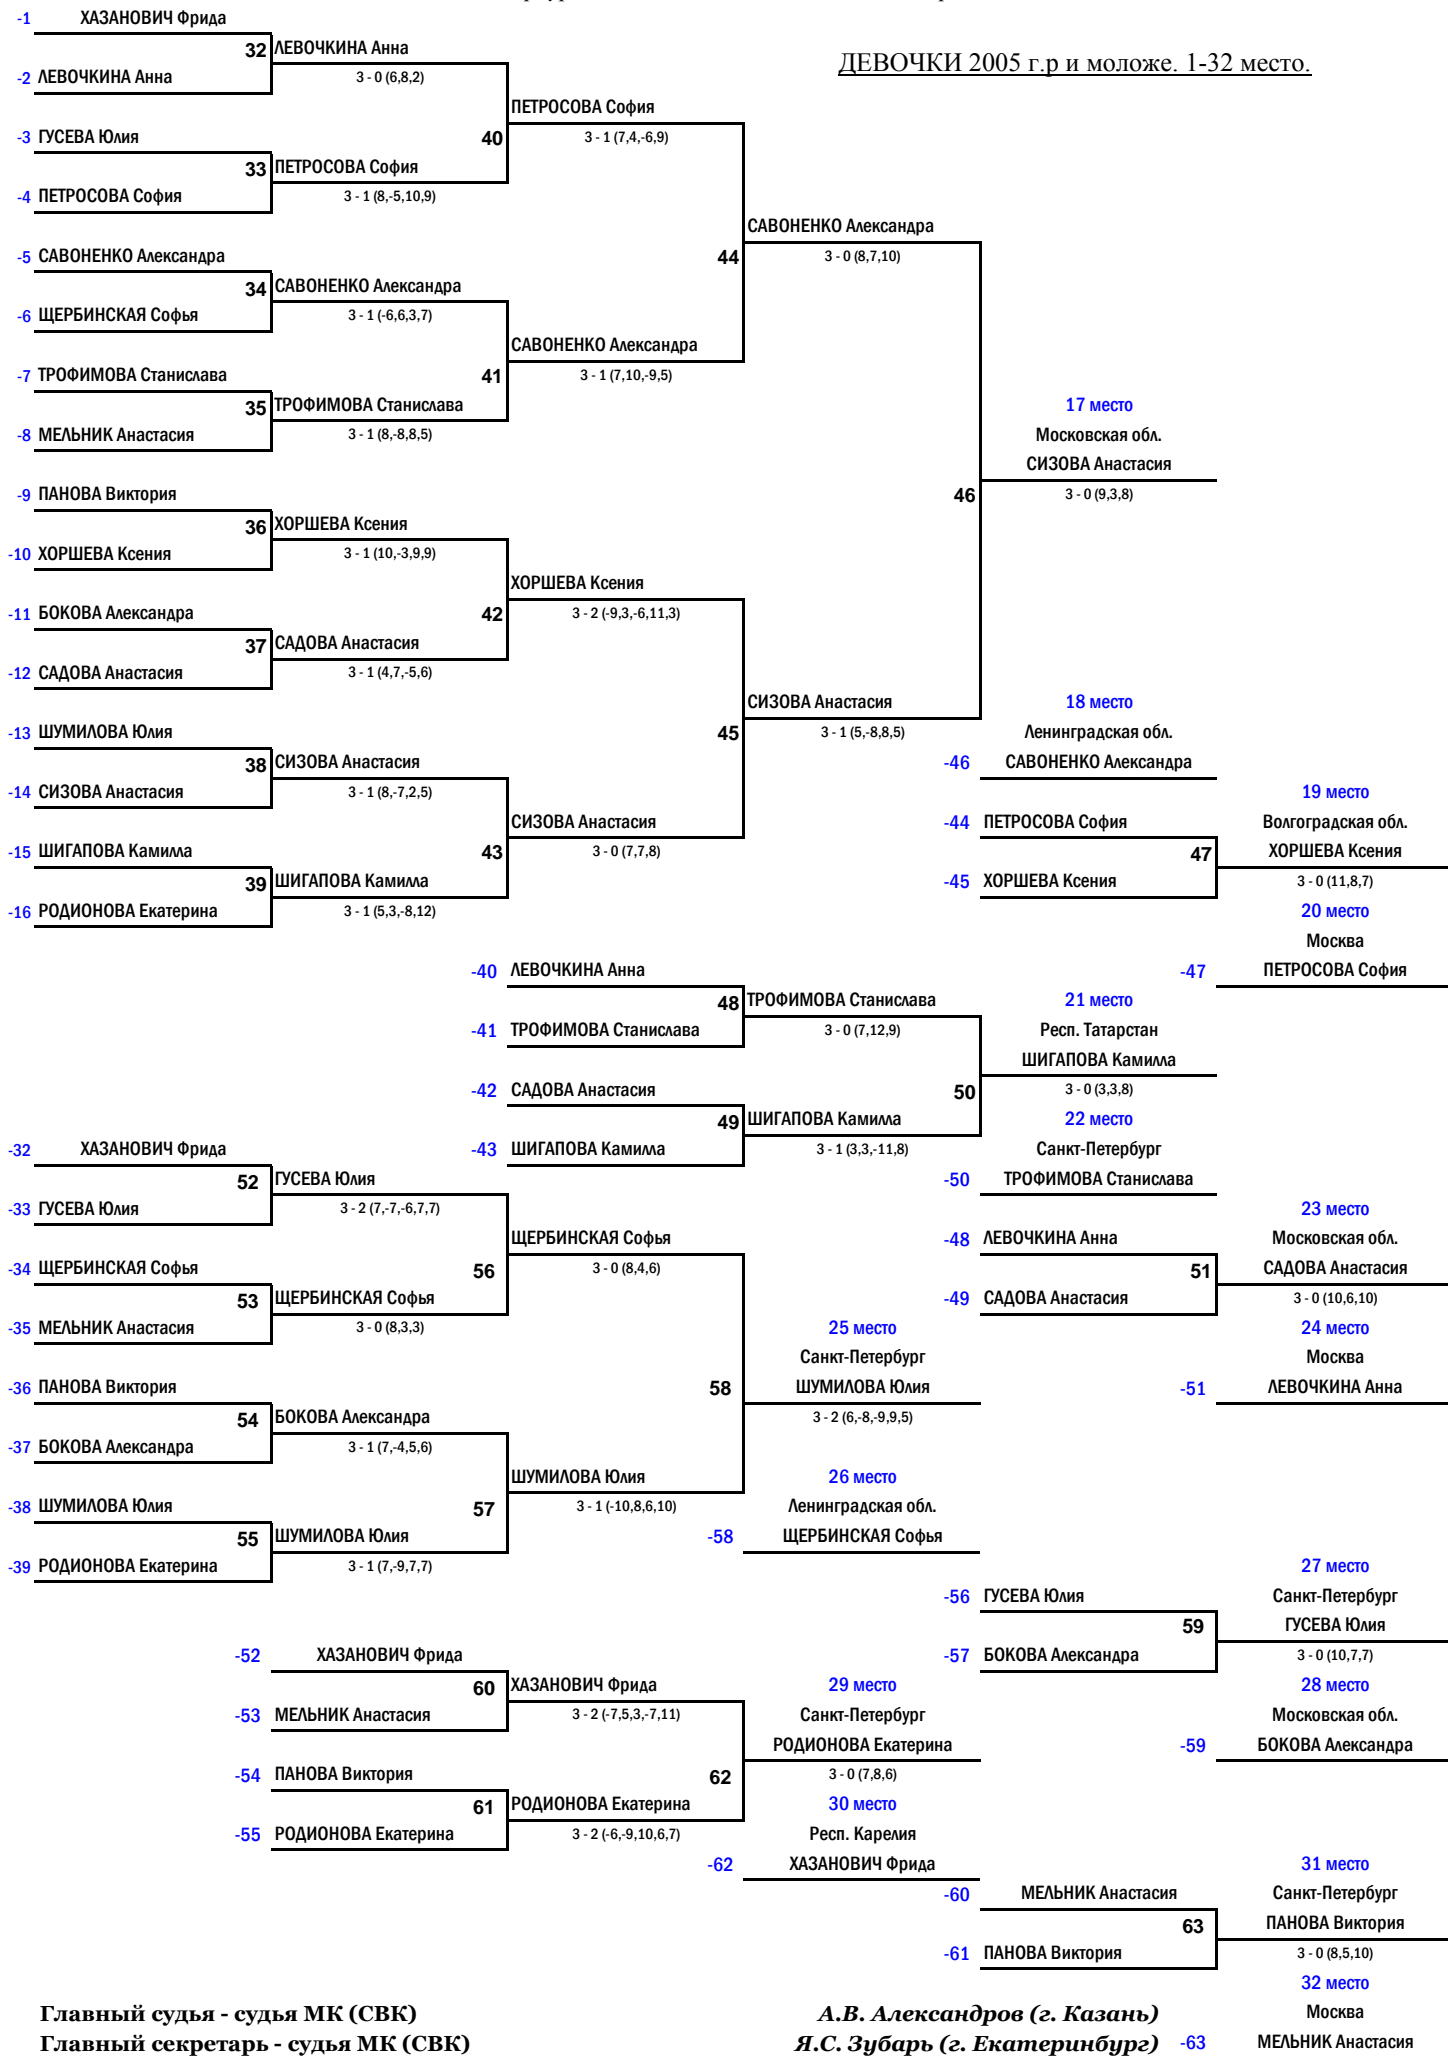 -1 ХАЗАНОВИЧ Фрида
32 ЛЕВОЧКИНА Анна
ДЕВОЧКИ 2005 г.р и моложе. 1-32 место.
-2 ЛЕВОЧКИНА Анна
3 - 0 (6,8,2)
ПЕТРОСОВА София
-3 ГУСЕВА Юлия
40
3 - 1 (7,4,-6,9)
33 ПЕТРОСОВА София
-4 ПЕТРОСОВА София
3 - 1 (8,-5,10,9)
САВОНЕНКО Александра
-5 САВОНЕНКО Александра
44
3 - 0 (8,7,10)
34 САВОНЕНКО Александра
-6 ЩЕРБИНСКАЯ Софья
3 - 1 (-6,6,3,7)
САВОНЕНКО Александра
-7 ТРОФИМОВА Станислава
41
3 - 1 (7,10,-9,5)
35 ТРОФИМОВА Станислава
17 место
-8 МЕЛЬНИК Анастасия
3 - 1 (8,-8,8,5)
Московская обл.
СИЗОВА Анастасия
-9 ПАНОВА Виктория
46
3 - 0 (9,3,8)
36 ХОРШЕВА Ксения
-10 ХОРШЕВА Ксения
3 - 1 (10,-3,9,9)
ХОРШЕВА Ксения
-11 БОКОВА Александра
42
3 - 2 (-9,3,-6,11,3)
37 САДОВА Анастасия
-12 САДОВА Анастасия
3 - 1 (4,7,-5,6)
СИЗОВА Анастасия
18 место
-13 ШУМИЛОВА Юлия
45
3 - 1 (5,-8,8,5)
Ленинградская обл.
38 СИЗОВА Анастасия
-46 САВОНЕНКО Александра
-14 СИЗОВА Анастасия
3 - 1 (8,-7,2,5)
19 место
СИЗОВА Анастасия
-44 ПЕТРОСОВА София
Волгоградская обл.
-15 ШИГАПОВА Камилла
43
3 - 0 (7,7,8)
47 ХОРШЕВА Ксения
39 ШИГАПОВА Камилла
-45 ХОРШЕВА Ксения
3 - 0 (11,8,7)
-16 РОДИОНОВА Екатерина
3 - 1 (5,3,-8,12)
20 место
Москва
-40 ЛЕВОЧКИНА Анна
-47 ПЕТРОСОВА София
48 ТРОФИМОВА Станислава
21 место
-41 ТРОФИМОВА Станислава
3 - 0 (7,12,9)
Респ. Татарстан
ШИГАПОВА Камилла
-42 САДОВА Анастасия
50
3 - 0 (3,3,8)
49 ШИГАПОВА Камилла
22 место
-32 ХАЗАНОВИЧ Фрида
-43 ШИГАПОВА Камилла
3 - 1 (3,3,-11,8)
Санкт-Петербург
52 ГУСЕВА Юлия
-50 ТРОФИМОВА Станислава
-33 ГУСЕВА Юлия
3 - 2 (7,-7,-6,7,7)
23 место
ЩЕРБИНСКАЯ Софья
-48 ЛЕВОЧКИНА Анна
Московская обл.
-34 ЩЕРБИНСКАЯ Софья
56
3 - 0 (8,4,6)
51 САДОВА Анастасия
53 ЩЕРБИНСКАЯ Софья
-49 САДОВА Анастасия
3 - 0 (10,6,10)
-35 МЕЛЬНИК Анастасия
3 - 0 (8,3,3)
25 место
24 место
Санкт-Петербург
Москва
-36 ПАНОВА Виктория
58 ШУМИЛОВА Юлия
-51 ЛЕВОЧКИНА Анна
54 БОКОВА Александра
3 - 2 (6,-8,-9,9,5)
-37 БОКОВА Александра
3 - 1 (7,-4,5,6)
ШУМИЛОВА Юлия
26 место
-38 ШУМИЛОВА Юлия
57
3 - 1 (-10,8,6,10)
Ленинградская обл.
55 ШУМИЛОВА Юлия
-58 ЩЕРБИНСКАЯ Софья
-39 РОДИОНОВА Екатерина
3 - 1 (7,-9,7,7)
27 место
-56 ГУСЕВА Юлия
Санкт-Петербург
59 ГУСЕВА Юлия
-52 ХАЗАНОВИЧ Фрида
-57 БОКОВА Александра
3 - 0 (10,7,7)
60 ХАЗАНОВИЧ Фрида
29 место
28 место
-53 МЕЛЬНИК Анастасия
3 - 2 (-7,5,3,-7,11)
Санкт-Петербург
Московская обл.
РОДИОНОВА Екатерина
-59 БОКОВА Александра
-54 ПАНОВА Виктория
62
3 - 0 (7,8,6)
61 РОДИОНОВА Екатерина
30 место
-55 РОДИОНОВА Екатерина
3 - 2 (-6,-9,10,6,7)
Респ. Карелия
-62 ХАЗАНОВИЧ Фрида
31 место
-60 МЕЛЬНИК Анастасия
Санкт-Петербург
63 ПАНОВА Виктория
-61 ПАНОВА Виктория
3 - 0 (8,5,10)
32 место
Главный судья - судья МК (СВК)
А.В. Александров (г. Казань)
Москва
Главный секретарь - судья МК (СВК)
Я.С. Зубарь (г. Екатеринбург)
-63 МЕЛЬНИК Анастасия